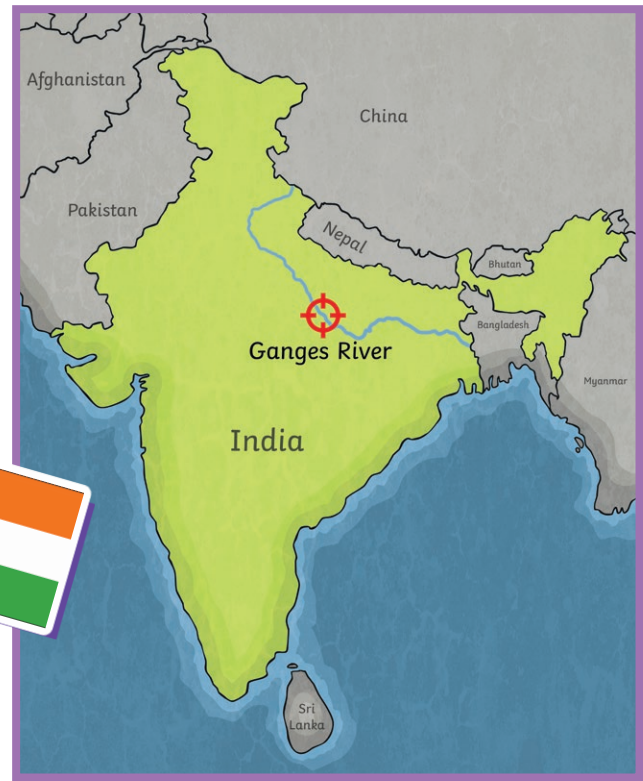 Afghanistan
China
Pakistan
Nepal
Bhutan
Bangladesh
Ganges River
Myanmar
India
Sri
Lanka